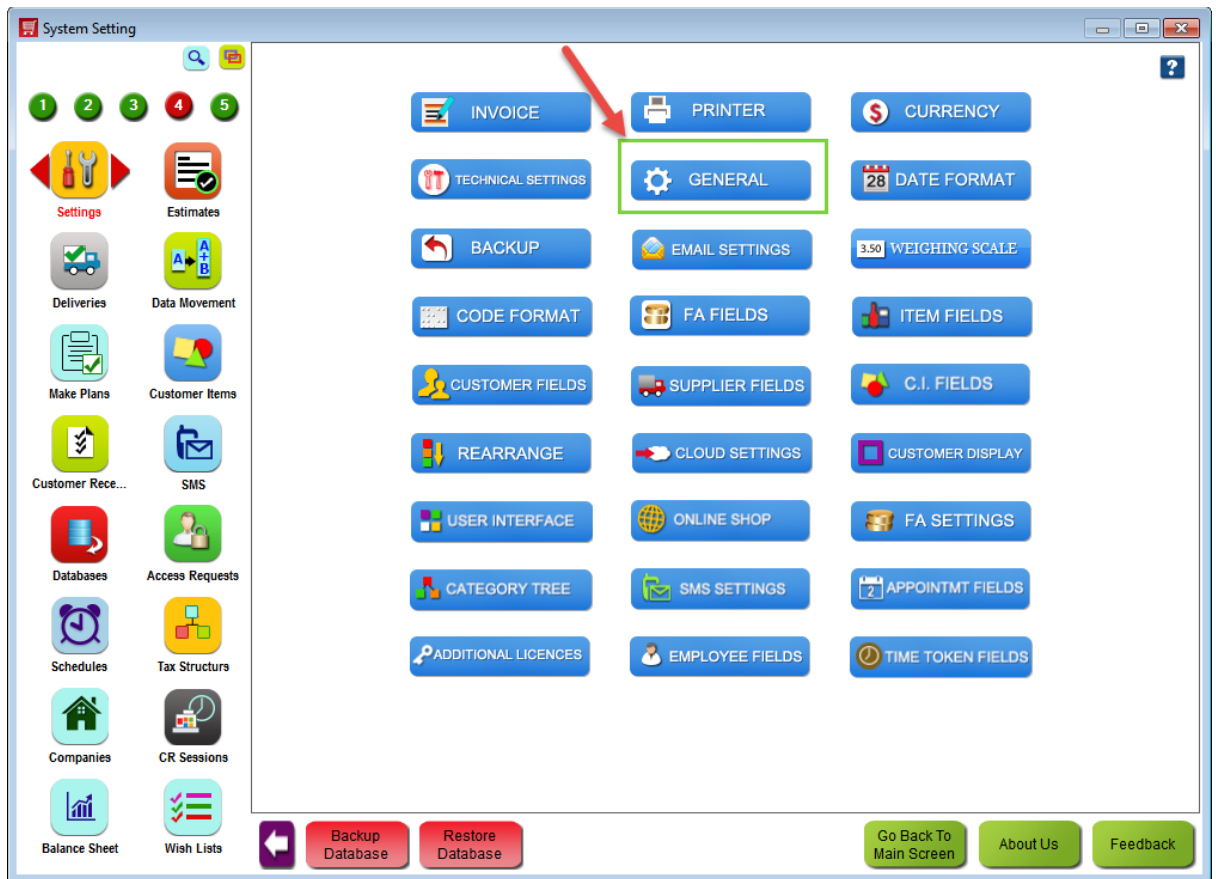 System Setting
?
1 2 3 4 5
Settings
Estimates
Deliveries
A
A
+
B
Data Movement
Make Plans
Customer Items
Customer Rece...
SMS
Databases
Access Requests
Schedules
Tax Structurs
Companies
CR Sessions
Balance Sheet
Wish Lists
INVOICE
PRINTER
$ CURRENCY
TECHNICAL SETTINGS
GENERAL
28 DATE FORMAT
BACKUP
EMAIL SETTINGS
3.50 WEIGHING SCALE
CODE FORMAT
FA FIELDS
ITEM FIELDS
CUSTOMER FIELDS
SUPPLIER FIELDS
C.I. FIELDS
REARRANGE
CLOUD SETTINGS
CUSTOMER DISPLAY
USER INTERFACE
ONLINE SHOP
FA SETTINGS
CATEGORY TREE
SMS SETTINGS
2 APPOINTMT FIELDS
ADDITIONAL LICENCES
EMPLOYEE FIELDS
TIME TOKEN FIELDS
Backup
Database
Restore
Database
Go Back To
Main Screen
About Us
Feedback